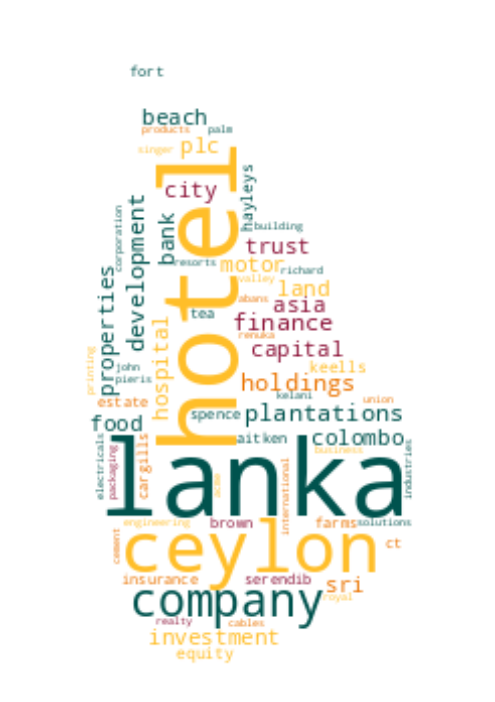 fort
beach
products
palm
singer
plc
hotel
city
hayleys
corporation
development
bank
building
trust
resorts
motor
richard
valley
land
properties
abans
asia
tea
finance
hospital
renuka
capital
printing
john
keells
pieris
holdings
kelani
estate
union
spence
plantations
food
aitken
colombo
lanka
business
electricals
packaging
cargills
acme
international
industries
engineering
brown
farms
solutions
ceylon
cement
ct
insurance
serendib
sri
company
royal
realty
cables
investment
equity